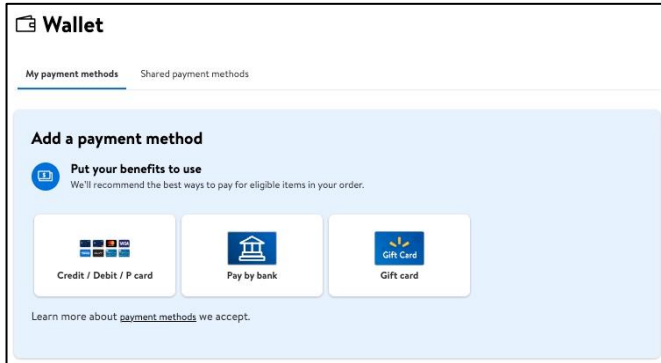 Wallet
My payment methods Shared payment methods
Add a payment method
Put your benefits to use
We'll recommend the best ways to pay for eligible items in your order.
VISA
VISA
Gift Card
Credit / Debit / P card Pay by bank Gift card
Learn more about payment methods we accept.